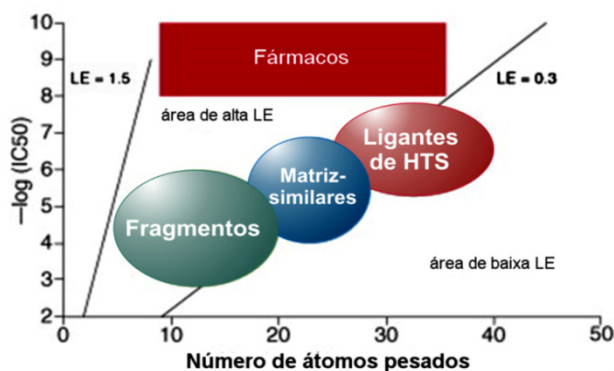 10
9
8
7
6
5
4
3
2
–log (IC50)
LE = 1.5
Fármacos
LE = 0.3
área de alta LE
Ligantes
de HTS
Matriz-
similares
Fragmentos
área de baixa LE
0
10
20
30
40
50
Número de átomos pesados